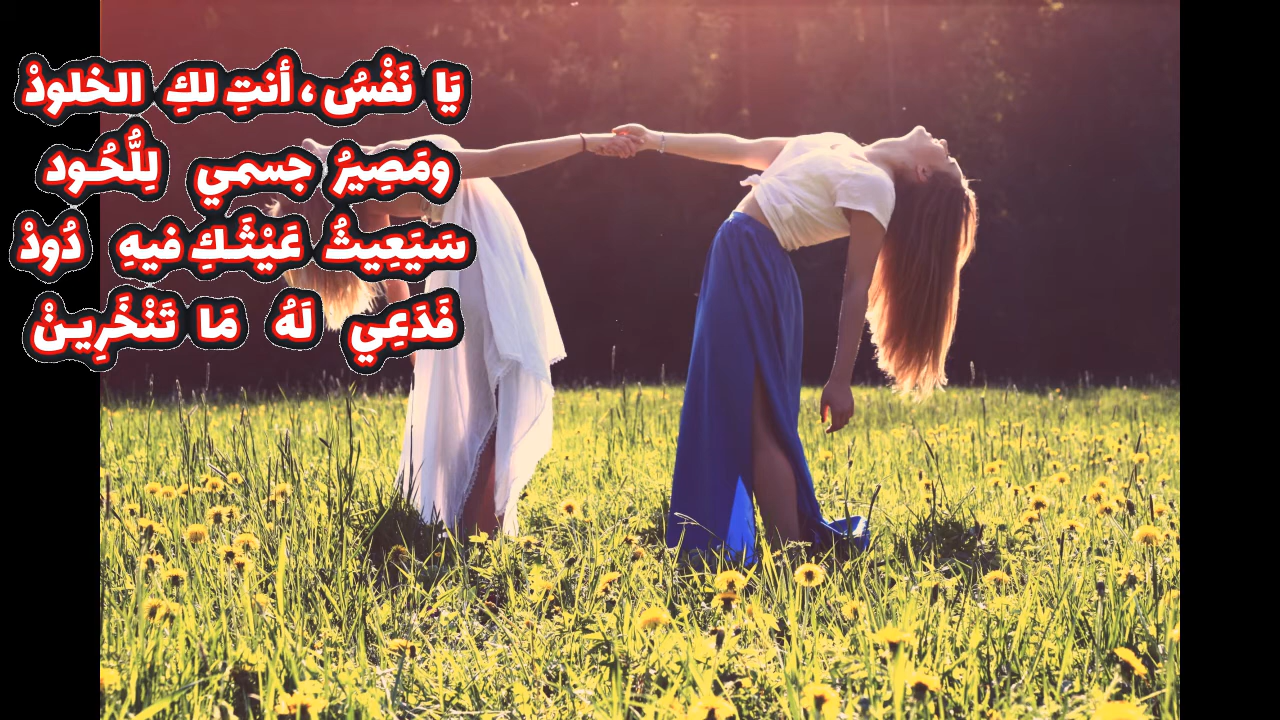 يَا نَفْسُ ، أنتِ لكِ الخلودْ
ومَصِيرُ جسمي لِلُّحُود
سَيَعِيثُ عَيْثَكِ فيهِ دُودْ
فَدَعِي لَهُ مَا تَنْخَرِينْ